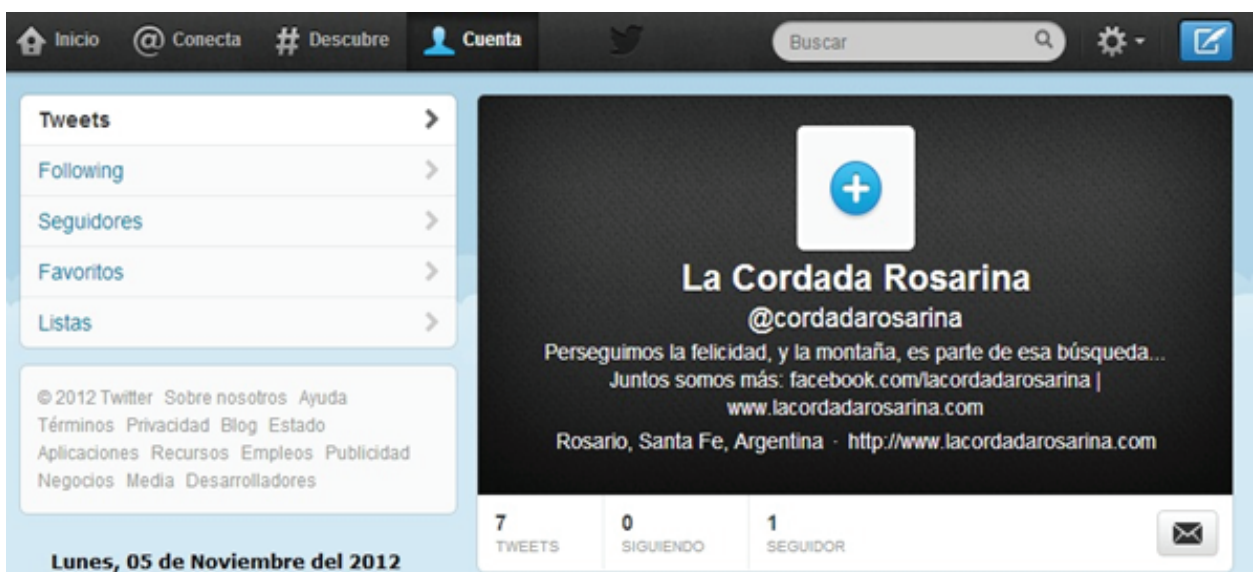 Inicio @ Conecta # Descubre Cuenta Buscar
Tweets
Following
Seguidores
Favoritos
Listas
© 2012 Twitter Sobre nosotros Ayuda
Términos Privacidad Blog Estado
Aplicaciones Recursos Empleos Publicidad
Negocios Media Desarrolladores
Lunes, 05 de Noviembre del 2012
La Cordada Rosarina
@cordadarosarina
Perseguimos la felicidad, y la montaña, es parte de esa búsqueda...
Juntos somos más: facebook.com/lacordadarosarina |
www.lacordadarosarina.com
Rosario, Santa Fe, Argentina · http://www.lacordadarosarina.com
7 0 1
TWEETS SIGUIENDO SEGUIDOR